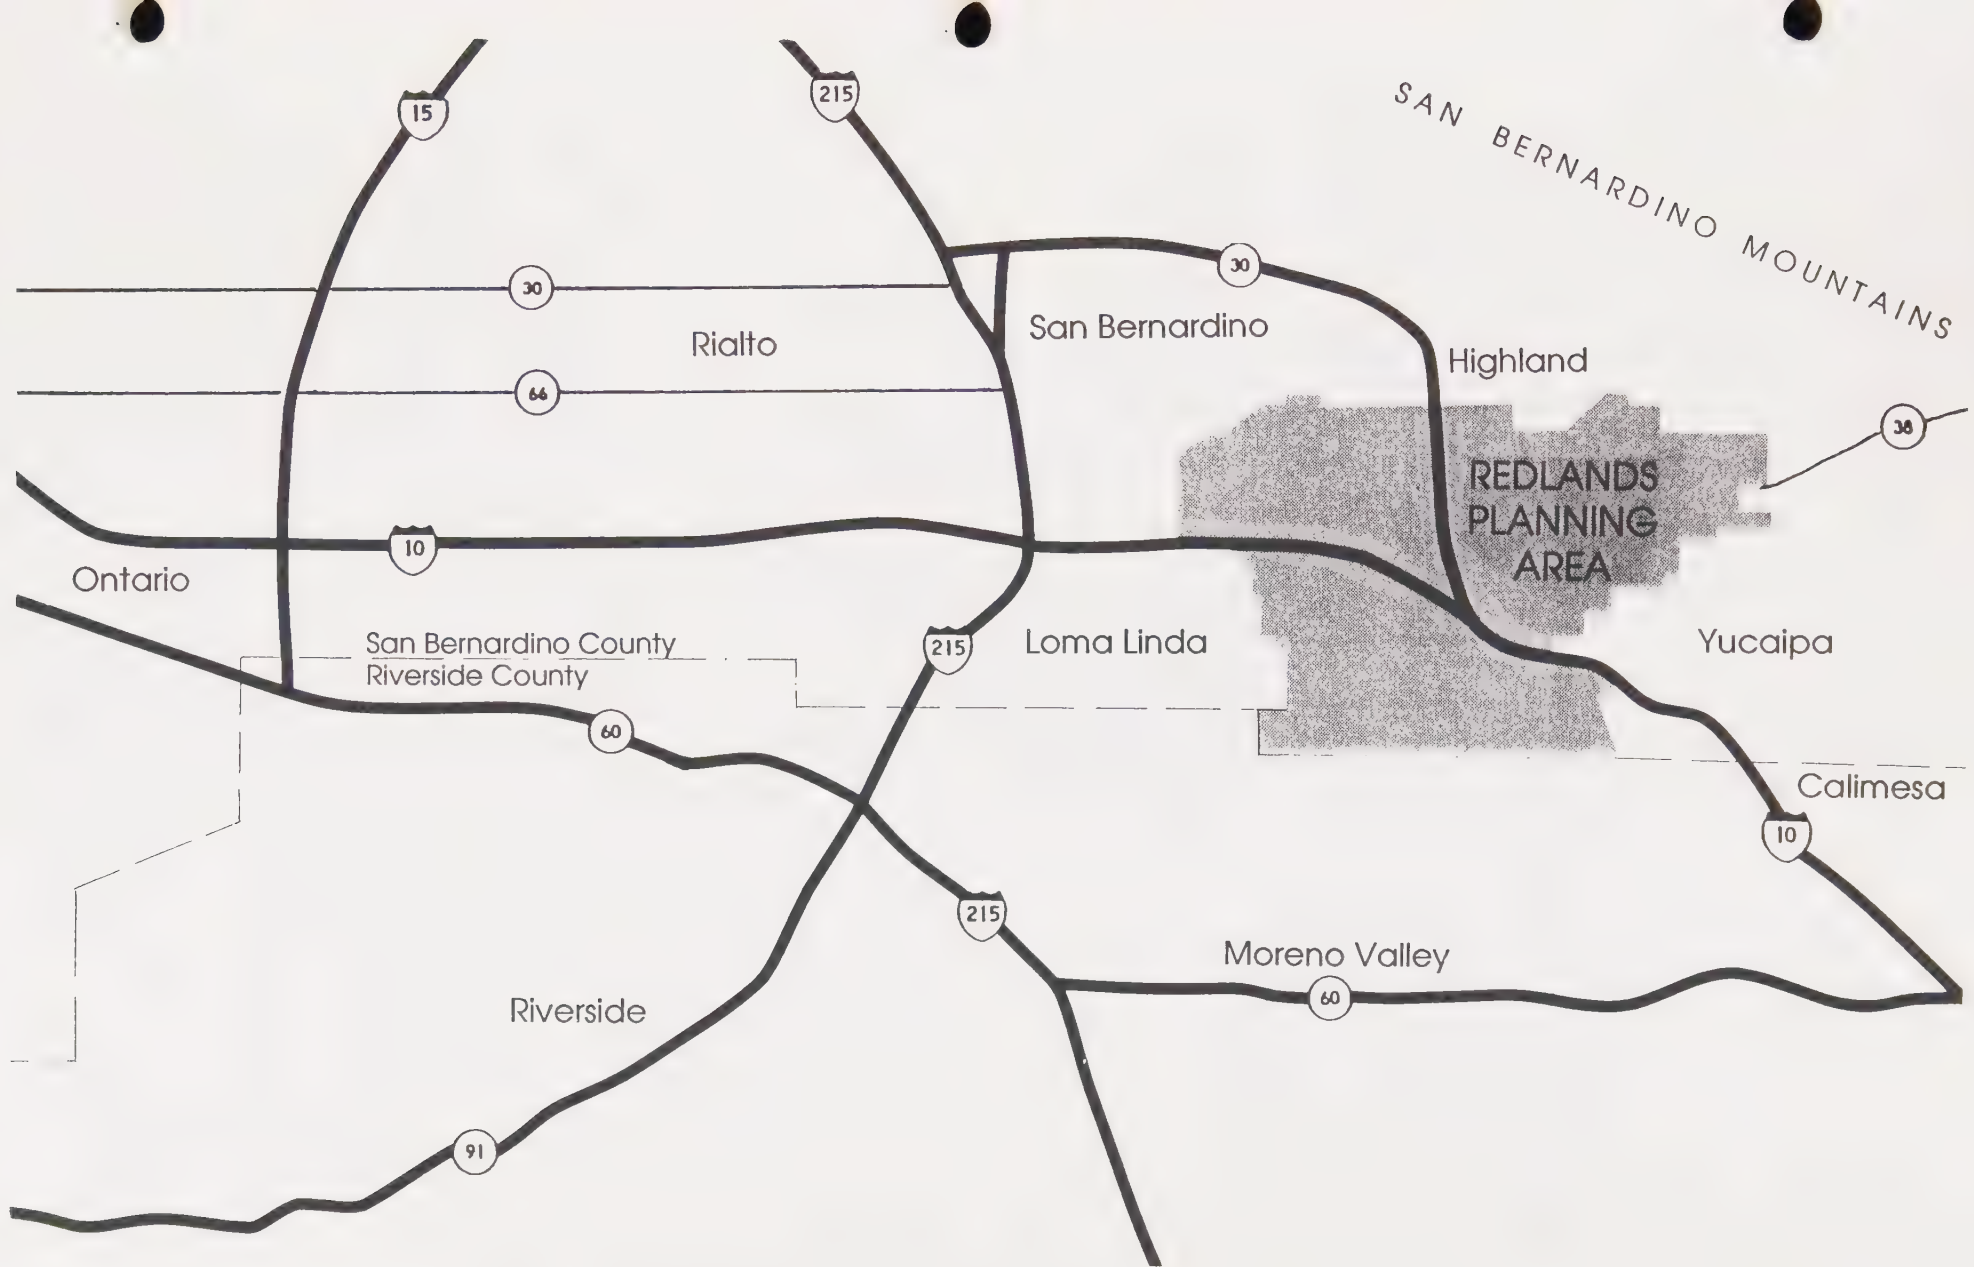 15
215
SAN BERNARDINO MOUNTAINS
30
30
San Bernardino
Rialto
Highland
66
38
REDLANDS
PLANNING
AREA
10
Ontario
San Bernardino County
Riverside County
215
Loma Linda
Yucaipa
60
Calimesa
10
215
Moreno Valley
60
Riverside
91